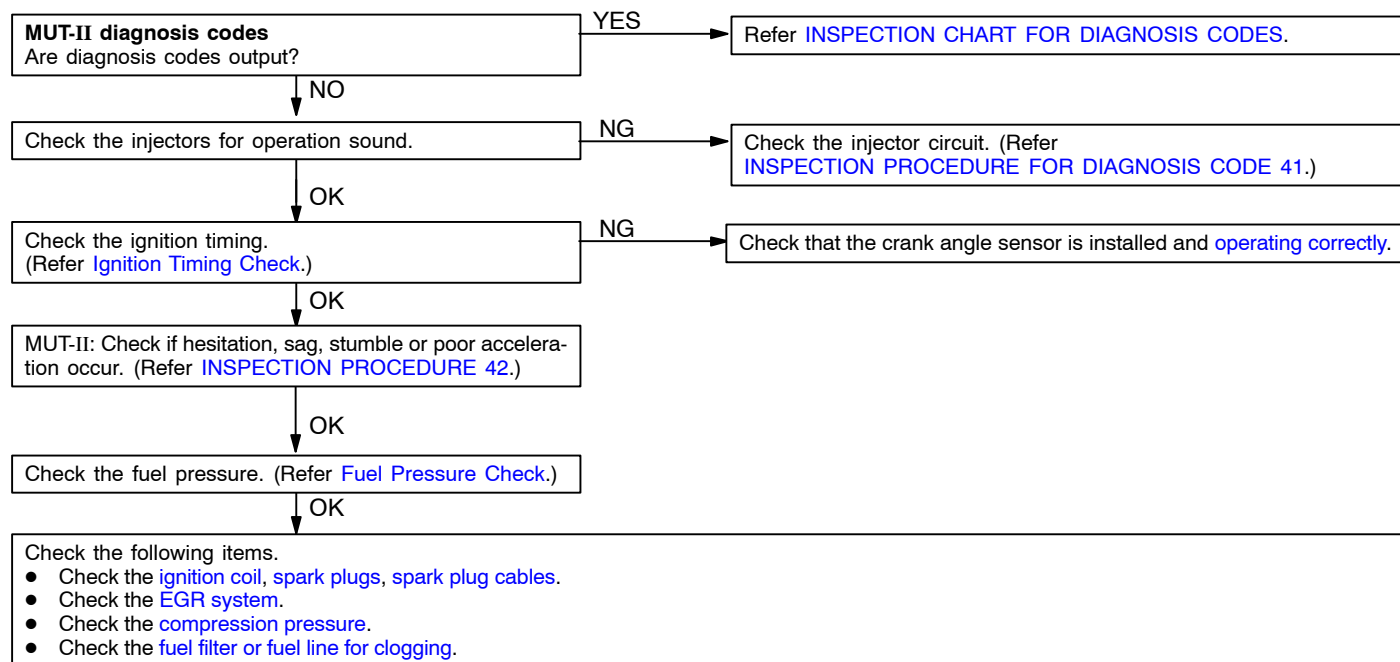 MUT-II diagnosis codes
Are diagnosis codes output?
YES
Refer INSPECTION CHART FOR DIAGNOSIS CODES.
NO
Check the injectors for operation sound.
NG
Check the injector circuit. (Refer
INSPECTION PROCEDURE FOR DIAGNOSIS CODE 41.)
OK
Check the ignition timing.
(Refer Ignition Timing Check.)
NG
Check that the crank angle sensor is installed and operating correctly.
OK
MUT-II: Check if hesitation, sag, stumble or poor accelera-
tion occur. (Refer INSPECTION PROCEDURE 42.)
OK
Check the fuel pressure. (Refer Fuel Pressure Check.)
OK
Check the following items.
● Check the ignition coil, spark plugs, spark plug cables.
● Check the EGR system.
● Check the compression pressure.
● Check the fuel filter or fuel line for clogging.